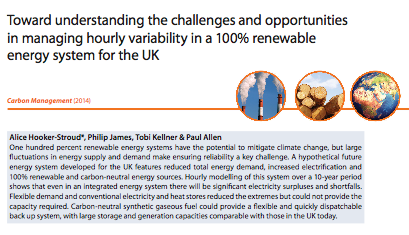 Toward understanding the challenges and opportunities
in managing hourly variability in a 100% renewable
energy system for the UK
Carbon Management (2014)
Alice Hooker-Stroud*, Philip James, Tobi Kellner & Paul Allen
One hundred percent renewable energy systems have the potential to mitigate climate change, but large
fluctuations in energy supply and demand make ensuring reliability a key challenge. A hypothetical future
energy system developed for the UK features reduced total energy demand, increased electrification and
100% renewable and carbon-neutral energy sources. Hourly modelling of this system over a 10-year period
shows that even in an integrated energy system there will be significant electricity surpluses and shortfalls.
Flexible demand and conventional electricity and heat stores reduced the extremes but could not provide the
capacity required. Carbon-neutral synthetic gaseous fuel could provide a flexible and quickly dispatchable
back up system, with large storage and generation capacities comparable with those in the UK today.